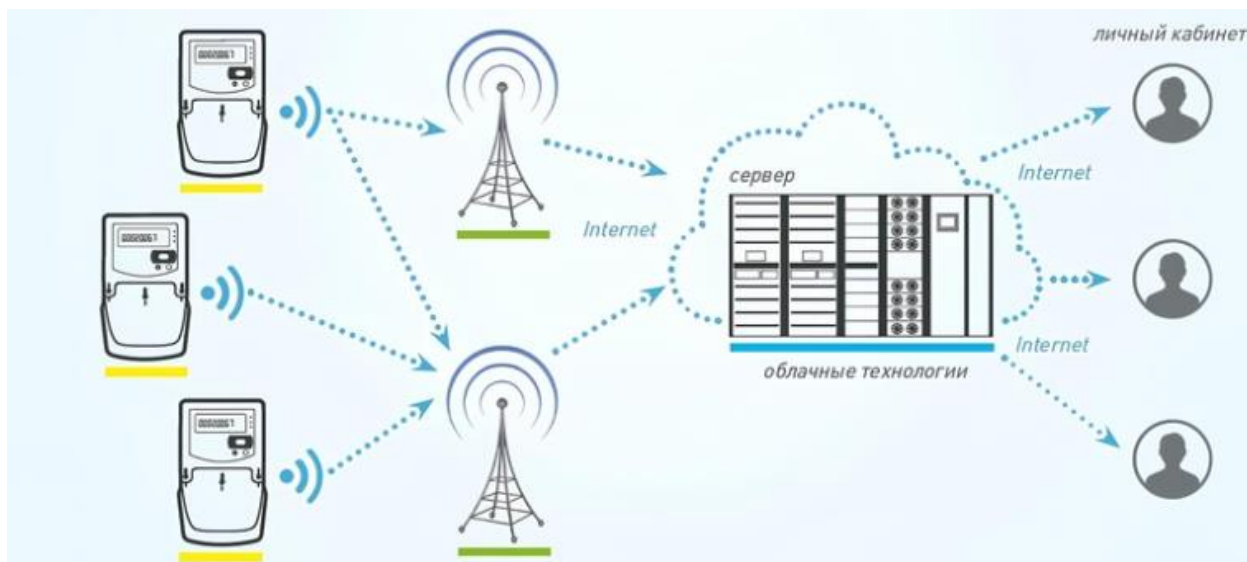 личный кабинет
сервер
Internet
Internet
Internet
облачные технологии